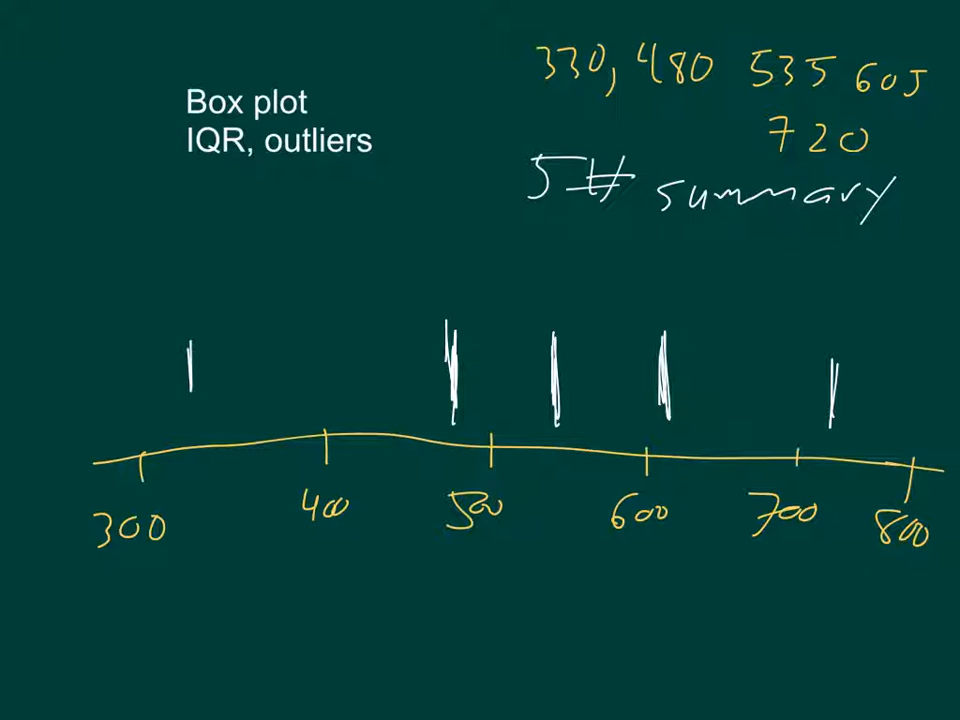 330, 480 535 605
Box plot
720
IQR, outliers
5# summary
300 400 500 600 700 800